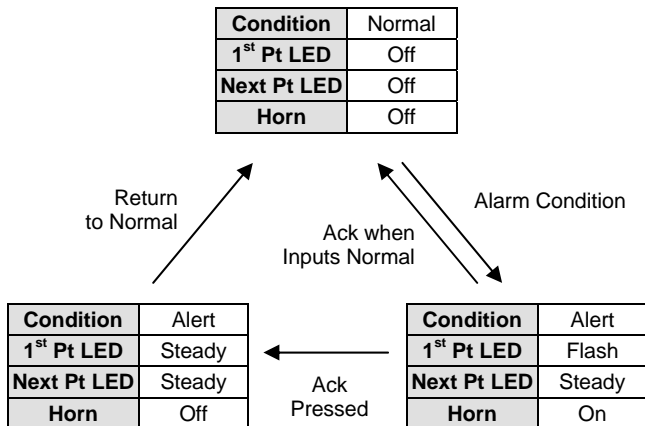 Condition Normal
1st Pt LED Off
Next Pt LED Off
Horn Off
Return
to Normal
Alarm Condition
Ack when
Inputs Normal
Condition Alert
1st Pt LED Steady
Next Pt LED Steady
Horn Off
Ack
Pressed
Condition Alert
1st Pt LED Flash
Next Pt LED Steady
Horn On